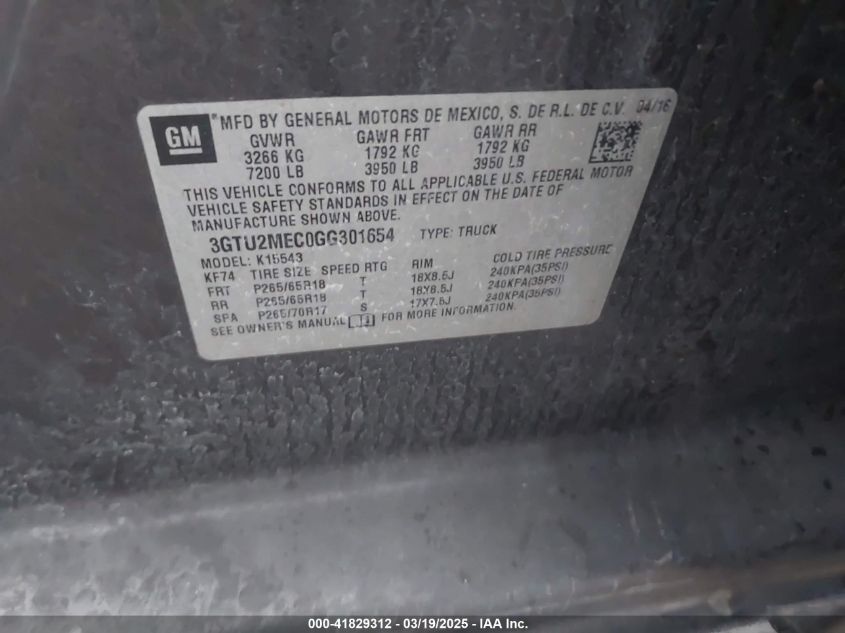 GM
MFD BY GENERAL MOTORS DE MEXICO, S. DE R.L. DE C.V. 04/16
GVWR GAWR FRT GAWR RR
3266 KG 1792 KG 1792 KG
7200 LB 3950 LB 3950 LB
THIS VEHICLE CONFORMS TO ALL APPLICABLE U.S. FEDERAL MOTOR
VEHICLE SAFETY STANDARDS IN EFFECT ON THE DATE OF
MANUFACTURE SHOWN ABOVE.
3GTU2MEC0GG301654 TYPE: TRUCK
MODEL: K15543
KF74 TIRE SIZE SPEED RTG RIM COLD TIRE PRESSURE
FRT P265/65R18 T 18X8.5J 240KPA(35PSI)
RR P265/65R18 T 18X8.5J 240KPA(35PSI)
SPA P265/70R17 S 17X7.5J 240KPA(35PSI)
SEE OWNER'S MANUAL FOR MORE INFORMATION.
000-41829312 - 03/19/2025 - IAA Inc.